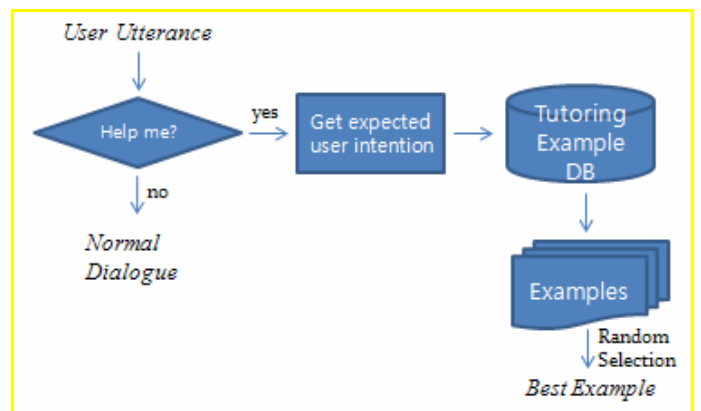 User Utterance
Help me?
yes
Get expected
user intention
Tutoring
Example
DB
no
Normal
Dialogue
Examples
Random
Selection
Best Example